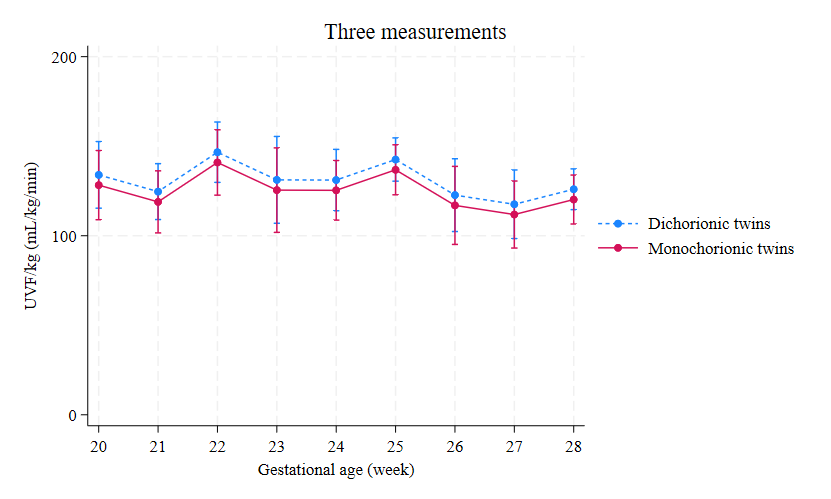 Three measurements
200
100
0
UVF/kg (mL/kg/min)
20 21 22 23 24 25 26 27 28
Gestational age (week)
Dichorionic twins
Monochorionic twins